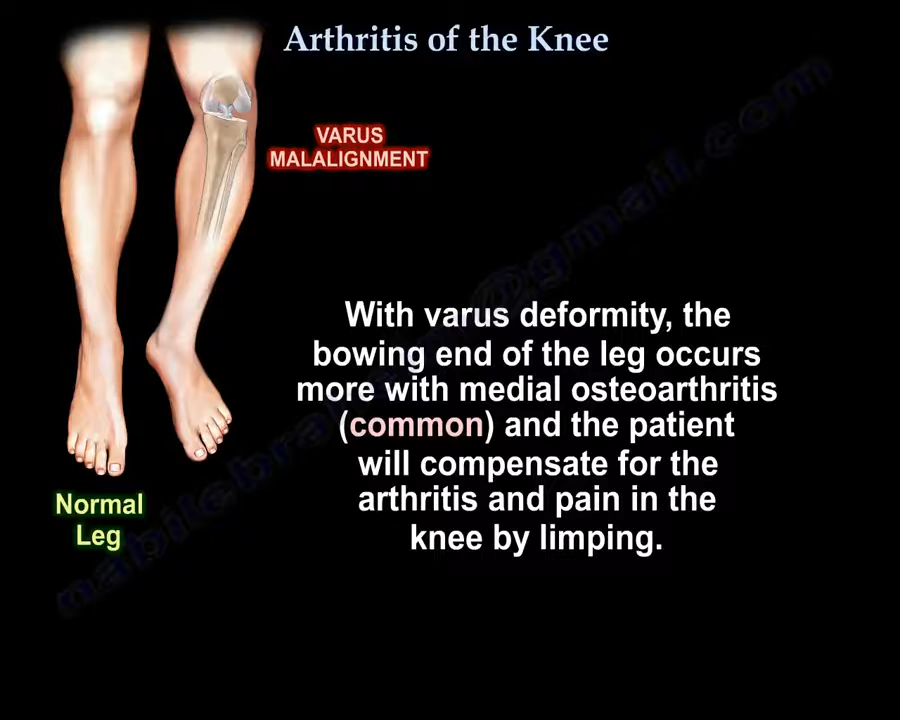 Arthritis of the Knee
VARUS
MALALIGNMENT
With varus deformity, the
bowing end of the leg occurs
more with medial osteoarthritis
(common) and the patient
will compensate for the
arthritis and pain in the
knee by limping.
Normal
Leg